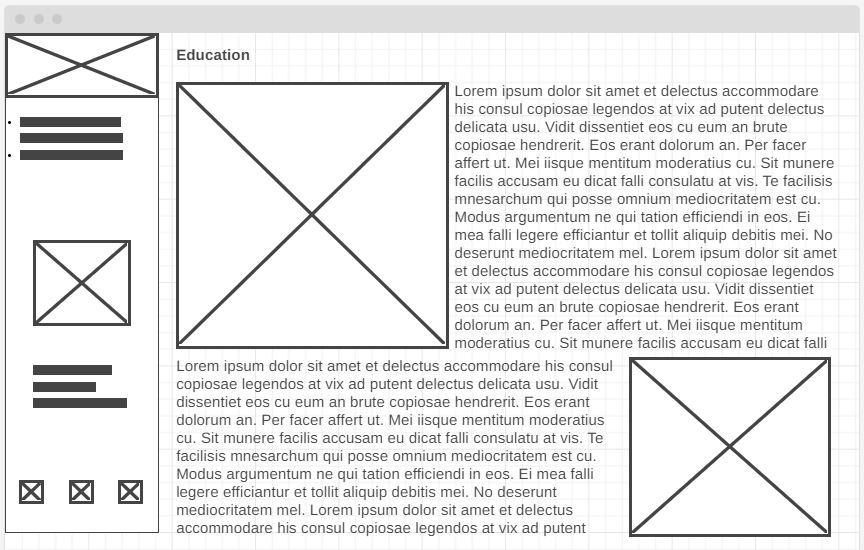 Education
Lorem ipsum dolor sit amet et delectus accommodare
his consul copiosae legendos at vix ad putent delectus
delicata usu. Vidit dissentiet eos cu eum an brute
copiosae hendrerit. Eos erant dolorum an. Per facer
affert ut. Mei iisque mentitum moderatius cu. Sit munere
facilis accusam eu dicat falli consulatu at vis. Te facilisis
mnesarchum qui posse omnium mediocritatem est cu.
Modus argumentum ne qui tation efficiendi in eos. Ei
mea falli legere efficiantur et tollit aliquip debitis mei. No
deserunt mediocritatem mel. Lorem ipsum dolor sit amet
et delectus accommodare his consul copiosae legendos
at vix ad putent delectus delicata usu. Vidit dissentiet
eos cu eum an brute copiosae hendrerit. Eos erant
dolorum an. Per facer affert ut. Mei iisque mentitum
moderatius cu. Sit munere facilis accusam eu dicat falli
Lorem ipsum dolor sit amet et delectus accommodare his consul
copiosae legendos at vix ad putent delectus delicata usu. Vidit
dissentiet eos cu eum an brute copiosae hendrerit. Eos erant
dolorum an. Per facer affert ut. Mei iisque mentitum moderatius
cu. Sit munere facilis accusam eu dicat falli consulatu at vis. Te
facilisis mnesarchum qui posse omnium mediocritatem est cu.
Modus argumentum ne qui tation efficiendi in eos. Ei mea falli
legere efficiantur et tollit aliquip debitis mei. No deserunt
mediocritatem mel. Lorem ipsum dolor sit amet et delectus
accommodare his consul copiosae legendos at vix ad putent